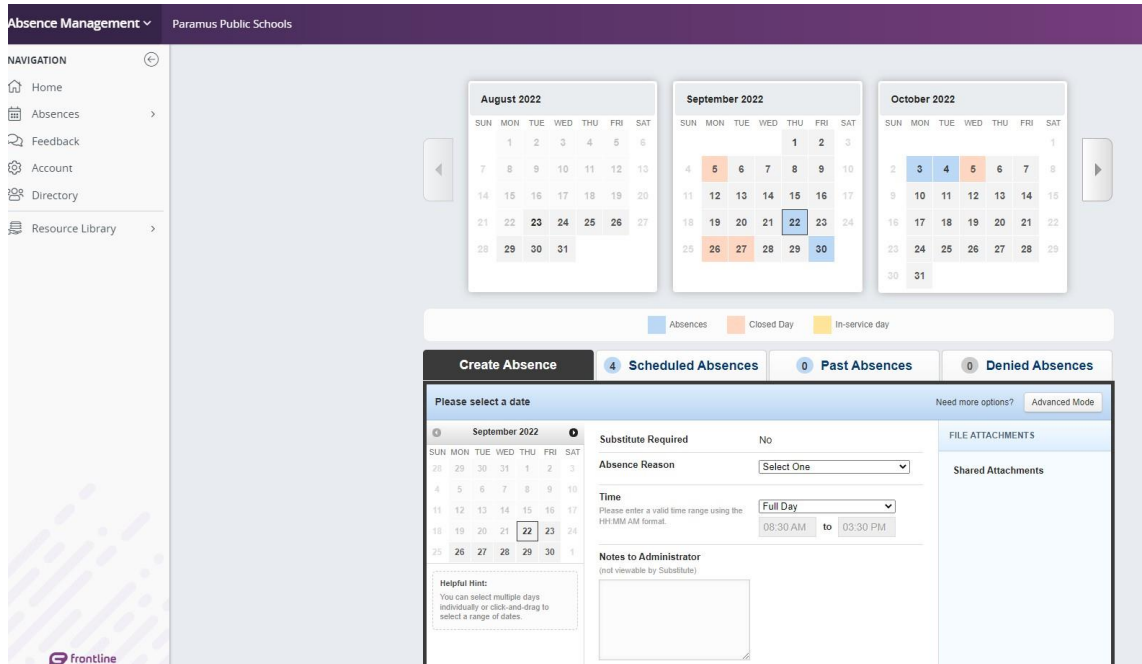 Absence Management
Paramus Public Schools
NAVIGATION
Home
Absences
Feedback
Account
Directory
Resource Library
frontline
August 2022
SUN MON TUE WED THU FRI SAT
1 2 3 4 5 6
7 8 9 10 11 12 13
14 15 16 17 18 19 20
21 22 23 24 25 26 27
28 29 30 31
September 2022
SUN MON TUE WED THU FRI SAT
1 2 3
4 5 6 7 8 9 10
11 12 13 14 15 16 17
18 19 20 21 22 23 24
25 26 27 28 29 30
October 2022
SUN MON TUE WED THU FRI SAT
1
2 3 4 5 6 7 8
9 10 11 12 13 14 15
16 17 18 19 20 21 22
23 24 25 26 27 28 29
30 31
Absences Closed Day In-service day
Create Absence
4 Scheduled Absences
0 Past Absences
0 Denied Absences
Please select a date
Need more options? Advanced Mode
September 2022
SUN MON TUE WED THU FRI SAT
28 29 30 31 1 2 3
4 5 6 7 8 9 10
11 12 13 14 15 16 17
18 19 20 21 22 23 24
25 26 27 28 29 30 1
Helpful Hint:
You can select multiple days
individually or click-and-drag to
select a range of dates.
Substitute Required No
Absence Reason Select One
Time
Please enter a valid time range using the
HH:MM AM format.
Full Day
08:30 AM to 03:30 PM
Notes to Administrator
(not viewable by Substitute)
FILE ATTACHMENTS
Shared Attachments